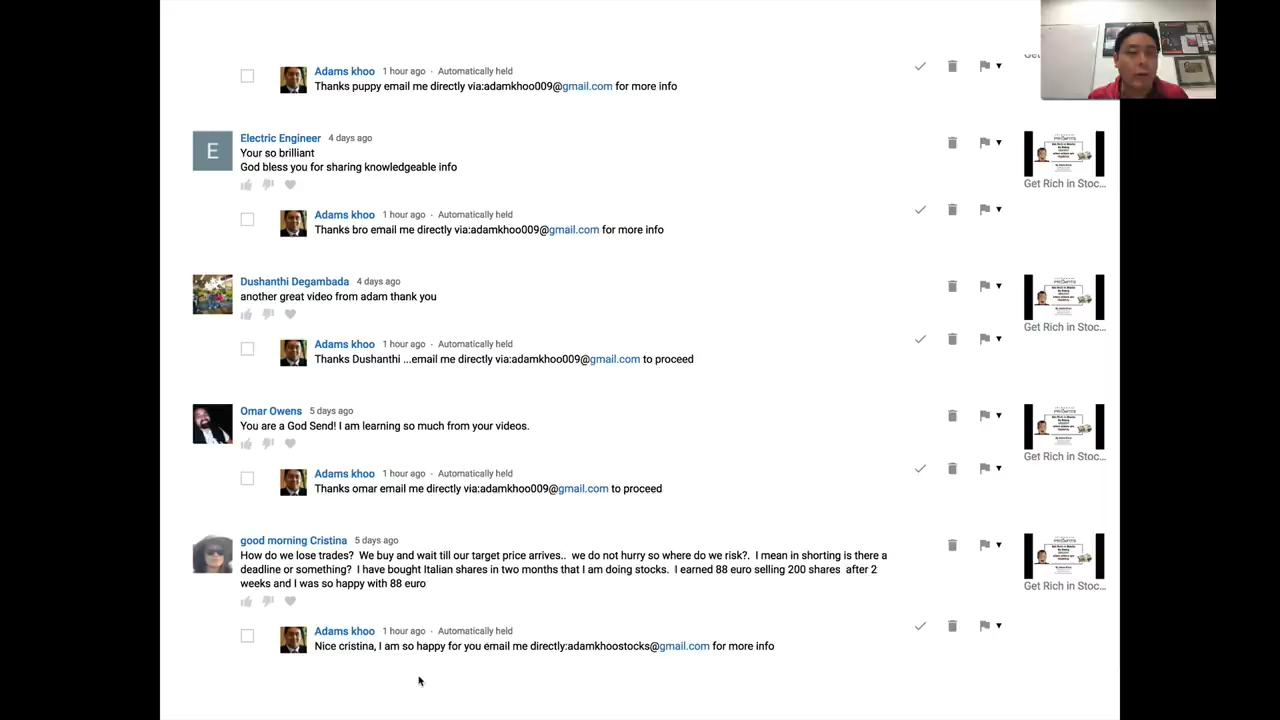 Adams khoo 1 hour ago · Automatically held
Thanks puppy email me directly via:adamkhoo009@gmail.com for more info
Electric Engineer 4 days ago
E
Your so brilliant
God bless you for sharing knowledgeable info
Get Rich in Stoc...
Adams khoo 1 hour ago · Automatically held
Thanks bro email me directly via:adamkhoo009@gmail.com for more info
Dushanthi Degambada 4 days ago
another great video from adam thank you
Get Rich in Stoc...
Adams khoo 1 hour ago · Automatically held
Thanks Dushanthi ...email me directly via:adamkhoo009@gmail.com to proceed
Omar Owens 5 days ago
You are a God Send! I am learning so much from your videos.
Get Rich in Stoc...
Adams khoo 1 hour ago · Automatically held
Thanks omar email me directly via:adamkhoo009@gmail.com to proceed
good morning Cristina 5 days ago
How do we lose trades? We buy and wait till our target price arrives.. we do not hurry so where do we risk?. I mean in shorting is there a
deadline or something? I have bought Italian shares in two months that I am doing stocks. I earned 88 euro selling 200 shares after 2
weeks and I was so happy with 88 euro
Get Rich in Stoc...
Adams khoo 1 hour ago · Automatically held
Nice cristina, I am so happy for you email me directly:adamkhoostocks@gmail.com for more info